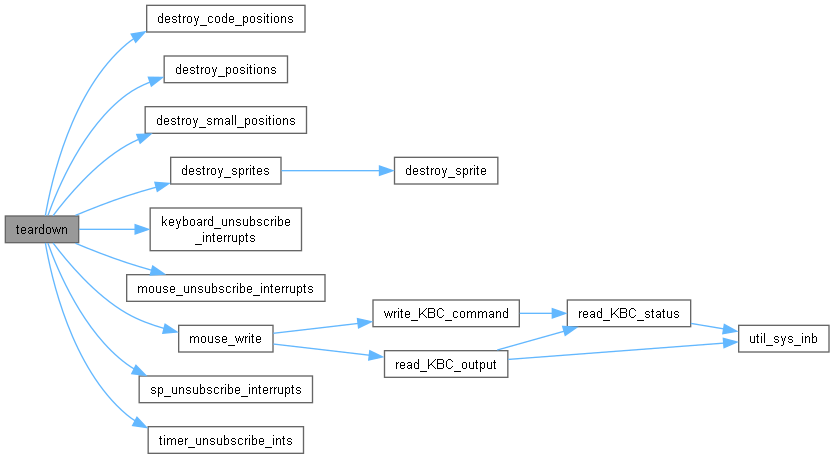 teardown
destroy_code_positions
destroy_positions
destroy_small_positions
destroy_sprites
destroy_sprite
keyboard_unsubscribe
_interrupts
mouse_unsubscribe_interrupts
mouse_write
write_KBC_command
read_KBC_status
util_sys_inb
read_KBC_output
sp_unsubscribe_interrupts
timer_unsubscribe_ints